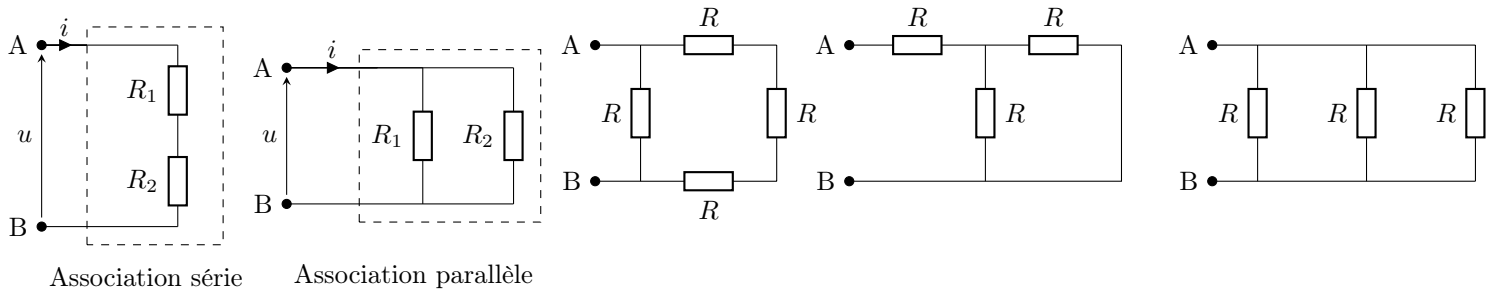 A
i
u
R₁
R₂
B
Association série
A
i
u
R₁
R₂
B
Association parallèle
A
R
R
R
B
R
A
R
R
R
B
A
R
R
R
B